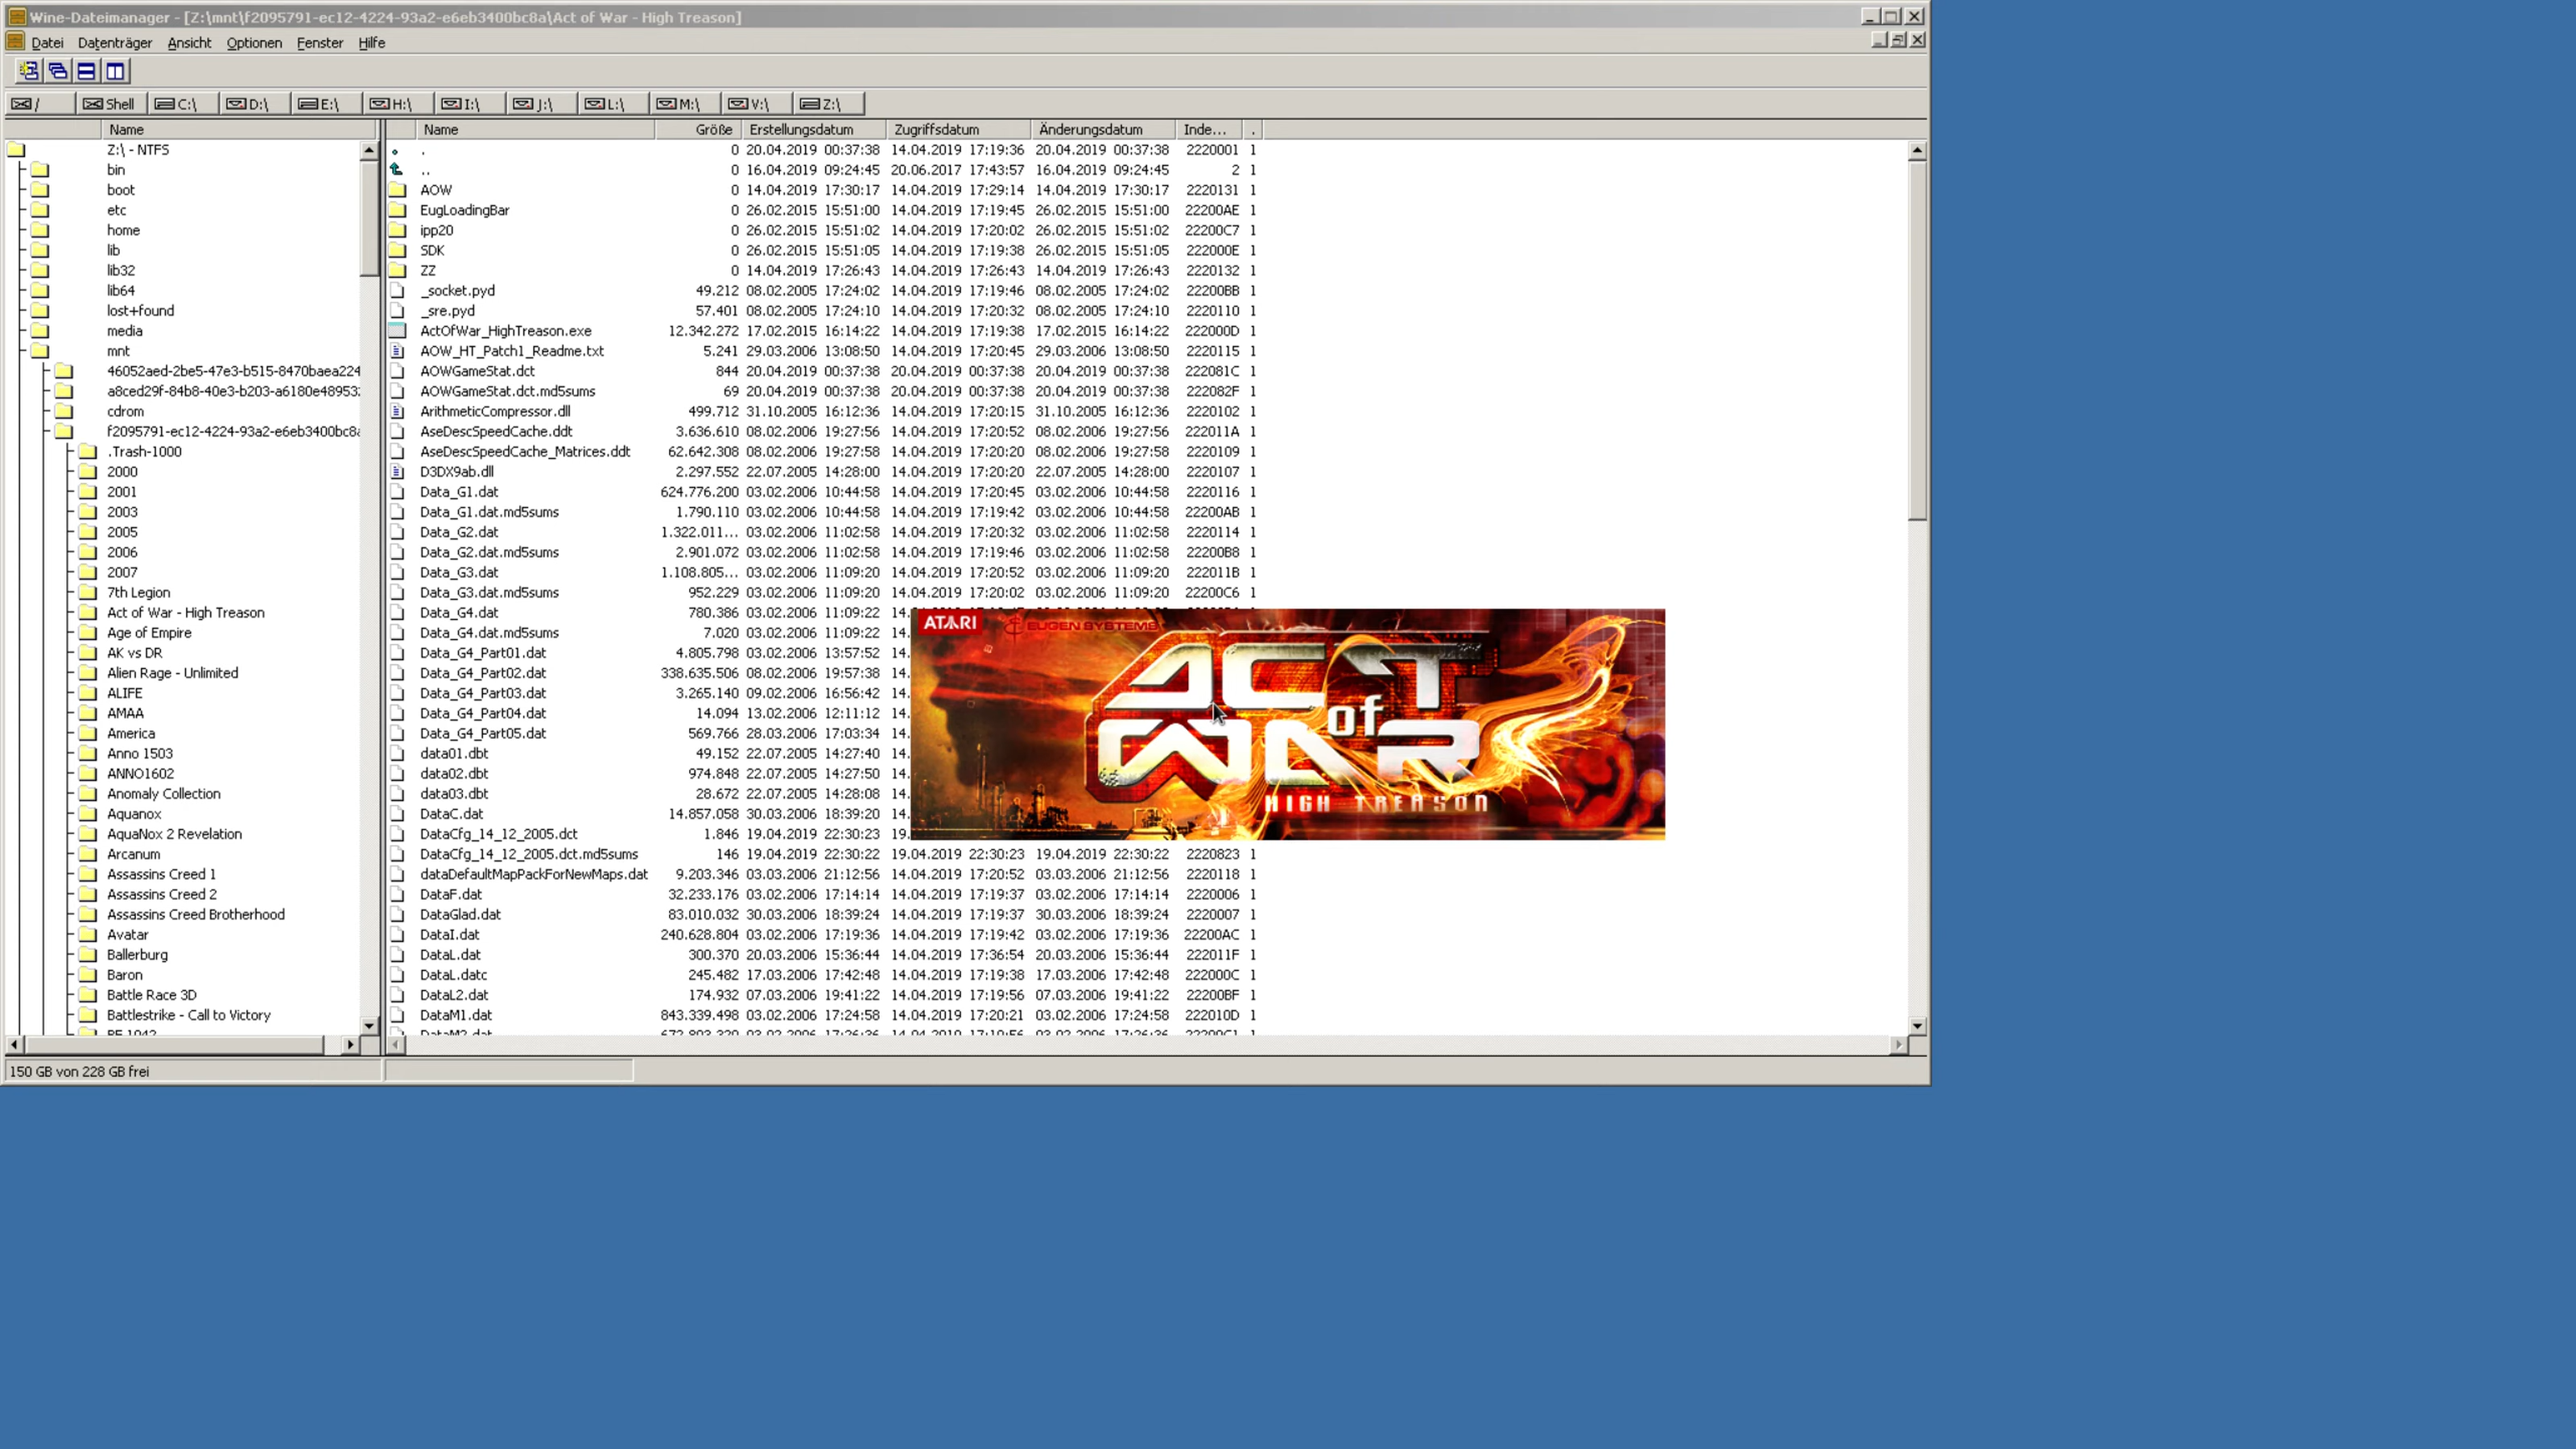 Wine-Dateimanager - [Z:\mnt\f2095791-ec12-4224-93a2-e6eb3400bc8a\Act of War - High Treason]
Datei Datenträger Ansicht Optionen Fenster Hilfe
/ Shell C:\ D:\ E:\ H:\ I:\ J:\ L:\ M:\ V:\ Z:\
Name
Z:\ - NTFS
bin
boot
etc
home
lib
lib32
lib64
lost+found
media
mnt
46052aed-2be5-47e3-b515-8470baea224
a8ced29f-84b8-40e3-b203-a6180e48953
cdrom
f2095791-ec12-4224-93a2-e6eb3400bc8a
.Trash-1000
2000
2001
2003
2005
2006
2007
7th Legion
Act of War - High Treason
Age of Empire
AK vs DR
Alien Rage - Unlimited
ALIFE
AMAA
America
Anno 1503
ANNO1602
Anomaly Collection
Aquanox
AquaNox 2 Revelation
Arcanum
Assassins Creed 1
Assassins Creed 2
Assassins Creed Brotherhood
Avatar
Ballerburg
Baron
Battle Race 3D
Battlestrike - Call to Victory
Name Größe Erstellungsdatum Zugriffsdatum Änderungsdatum Inde... .
. 0 20.04.2019 00:37:38 14.04.2019 17:19:36 20.04.2019 00:37:38 2220001 1
.. 0 16.04.2019 09:24:45 20.06.2017 17:43:57 16.04.2019 09:24:45 2 1
AOW 0 14.04.2019 17:30:17 14.04.2019 17:29:14 14.04.2019 17:30:17 2220131 1
EugLoadingBar 0 26.02.2015 15:51:00 14.04.2019 17:19:45 26.02.2015 15:51:00 22200AE 1
ipp20 0 26.02.2015 15:51:02 14.04.2019 17:20:02 26.02.2015 15:51:02 22200C7 1
SDK 0 26.02.2015 15:51:05 14.04.2019 17:19:38 26.02.2015 15:51:05 222000E 1
ZZ 0 14.04.2019 17:26:43 14.04.2019 17:26:43 14.04.2019 17:26:43 2220132 1
_socket.pyd 49.212 08.02.2005 17:24:02 14.04.2019 17:19:46 08.02.2005 17:24:02 22200BB 1
_sre.pyd 57.401 08.02.2005 17:24:10 14.04.2019 17:20:32 08.02.2005 17:24:10 2220110 1
ActOfWar_HighTreason.exe 12.342.272 17.02.2015 16:14:22 14.04.2019 17:19:38 17.02.2015 16:14:22 222000D 1
AOW_HT_Patch1_Readme.txt 5.241 29.03.2006 13:08:50 14.04.2019 17:20:45 29.03.2006 13:08:50 2220115 1
AOWGameStat.dct 844 20.04.2019 00:37:38 20.04.2019 00:37:38 20.04.2019 00:37:38 222081C 1
AOWGameStat.dct.md5sums 69 20.04.2019 00:37:38 20.04.2019 00:37:38 20.04.2019 00:37:38 222082F 1
ArithmeticCompressor.dll 499.712 31.10.2005 16:12:36 14.04.2019 17:20:15 31.10.2005 16:12:36 2220102 1
AseDescSpeedCache.ddt 3.636.610 08.02.2006 19:27:56 14.04.2019 17:20:52 08.02.2006 19:27:56 222011A 1
AseDescSpeedCache_Matrices.ddt 62.642.308 08.02.2006 19:27:58 14.04.2019 17:20:20 08.02.2006 19:27:58 2220109 1
D3DX9ab.dll 2.297.552 22.07.2005 14:28:00 14.04.2019 17:20:20 22.07.2005 14:28:00 2220107 1
Data_G1.dat 624.776.200 03.02.2006 10:44:58 14.04.2019 17:20:45 03.02.2006 10:44:58 2220116 1
Data_G1.dat.md5sums 1.790.110 03.02.2006 10:44:58 14.04.2019 17:19:42 03.02.2006 10:44:58 22200AB 1
Data_G2.dat 1.322.011... 03.02.2006 11:02:58 14.04.2019 17:20:32 03.02.2006 11:02:58 2220114 1
Data_G2.dat.md5sums 2.901.072 03.02.2006 11:02:58 14.04.2019 17:19:46 03.02.2006 11:02:58 22200B8 1
Data_G3.dat 1.108.805... 03.02.2006 11:09:20 14.04.2019 17:20:52 03.02.2006 11:09:20 222011B 1
Data_G3.dat.md5sums 952.229 03.02.2006 11:09:20 14.04.2019 17:20:02 03.02.2006 11:09:20 22200C6 1
Data_G4.dat 780.386 03.02.2006 11:09:22 14.
Data_G4.dat.md5sums 7.020 03.02.2006 11:09:22 14.
Data_G4_Part01.dat 4.805.798 03.02.2006 13:57:52 14.
Data_G4_Part02.dat 338.635.506 08.02.2006 19:57:38 14.
Data_G4_Part03.dat 3.265.140 09.02.2006 16:56:42 14.
Data_G4_Part04.dat 14.094 13.02.2006 12:11:12 14.
Data_G4_Part05.dat 569.766 28.03.2006 17:03:34 14.
data01.dbt 49.152 22.07.2005 14:27:40 14.
data02.dbt 974.848 22.07.2005 14:27:50 14.
data03.dbt 28.672 22.07.2005 14:28:08 14.
DataC.dat 14.857.058 30.03.2006 18:39:20 14.
DataCfg_14_12_2005.dct 1.846 19.04.2019 22:30:23 19.
DataCfg_14_12_2005.dct.md5sums 146 19.04.2019 22:30:22 19.04.2019 22:30:23 19.04.2019 22:30:22 2220823 1
dataDefaultMapPackForNewMaps.dat 9.203.346 03.03.2006 21:12:56 14.04.2019 17:20:52 03.03.2006 21:12:56 2220118 1
DataF.dat 32.233.176 03.02.2006 17:14:14 14.04.2019 17:19:37 03.02.2006 17:14:14 2220006 1
DataGlad.dat 83.010.032 30.03.2006 18:39:24 14.04.2019 17:19:37 30.03.2006 18:39:24 2220007 1
DataI.dat 240.628.804 03.02.2006 17:19:36 14.04.2019 17:19:42 03.02.2006 17:19:36 22200AC 1
DataL.dat 300.370 20.03.2006 15:36:44 14.04.2019 17:36:54 20.03.2006 15:36:44 222011F 1
DataL.datc 245.482 17.03.2006 17:42:48 14.04.2019 17:19:38 17.03.2006 17:42:48 222000C 1
DataL2.dat 174.932 07.03.2006 19:41:22 14.04.2019 17:19:56 07.03.2006 19:41:22 22200BF 1
DataM1.dat 843.339.498 03.02.2006 17:24:58 14.04.2019 17:20:21 03.02.2006 17:24:58 222010D 1
ATARI EUGEN SYSTEMS
ACT
of
WAR
HIGH TREASON
150 GB von 228 GB frei